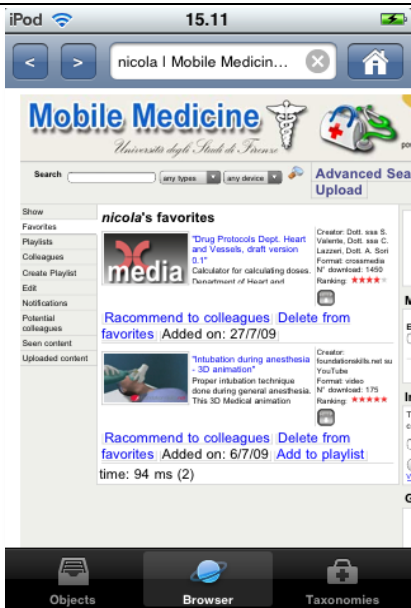 iPod
15.11
<
>
nicola | Mobile Medicin...
Mobile Medicine
Università degli Studi di Firenze
Search
any types
any device
Advanced Sea
Upload
Show
Favorites
Playlists
Colleagues
Create Playlist
Edit
Notifications
Potential
colleagues
Seen content
Uploaded content
nicola's favorites
X
media
"Drug Protocols Dept. Heart
and Vessels, draft version
0.1"
Calculator for calculating doses.
Department of Heart and
Creator: Dott. ssa S.
Valente, Dott. ssa C.
Lazzeri, Dott. A. Sori
Format: crossmedia
N° download: 1450
Ranking:
Racommend to colleagues Delete from
favorites Added on: 27/7/09
"Intubation during anesthesia
- 3D animation"
Proper intubation technique
done during general anesthesia.
This 3D Medical animation
Creator:
foundationskills.net su
YouTube
Format: video
N° download: 175
Ranking:
Racommend to colleagues Delete from
favorites Added on: 6/7/09 Add to playlist
time: 94 ms (2)
Objects
Browser
Taxonomies